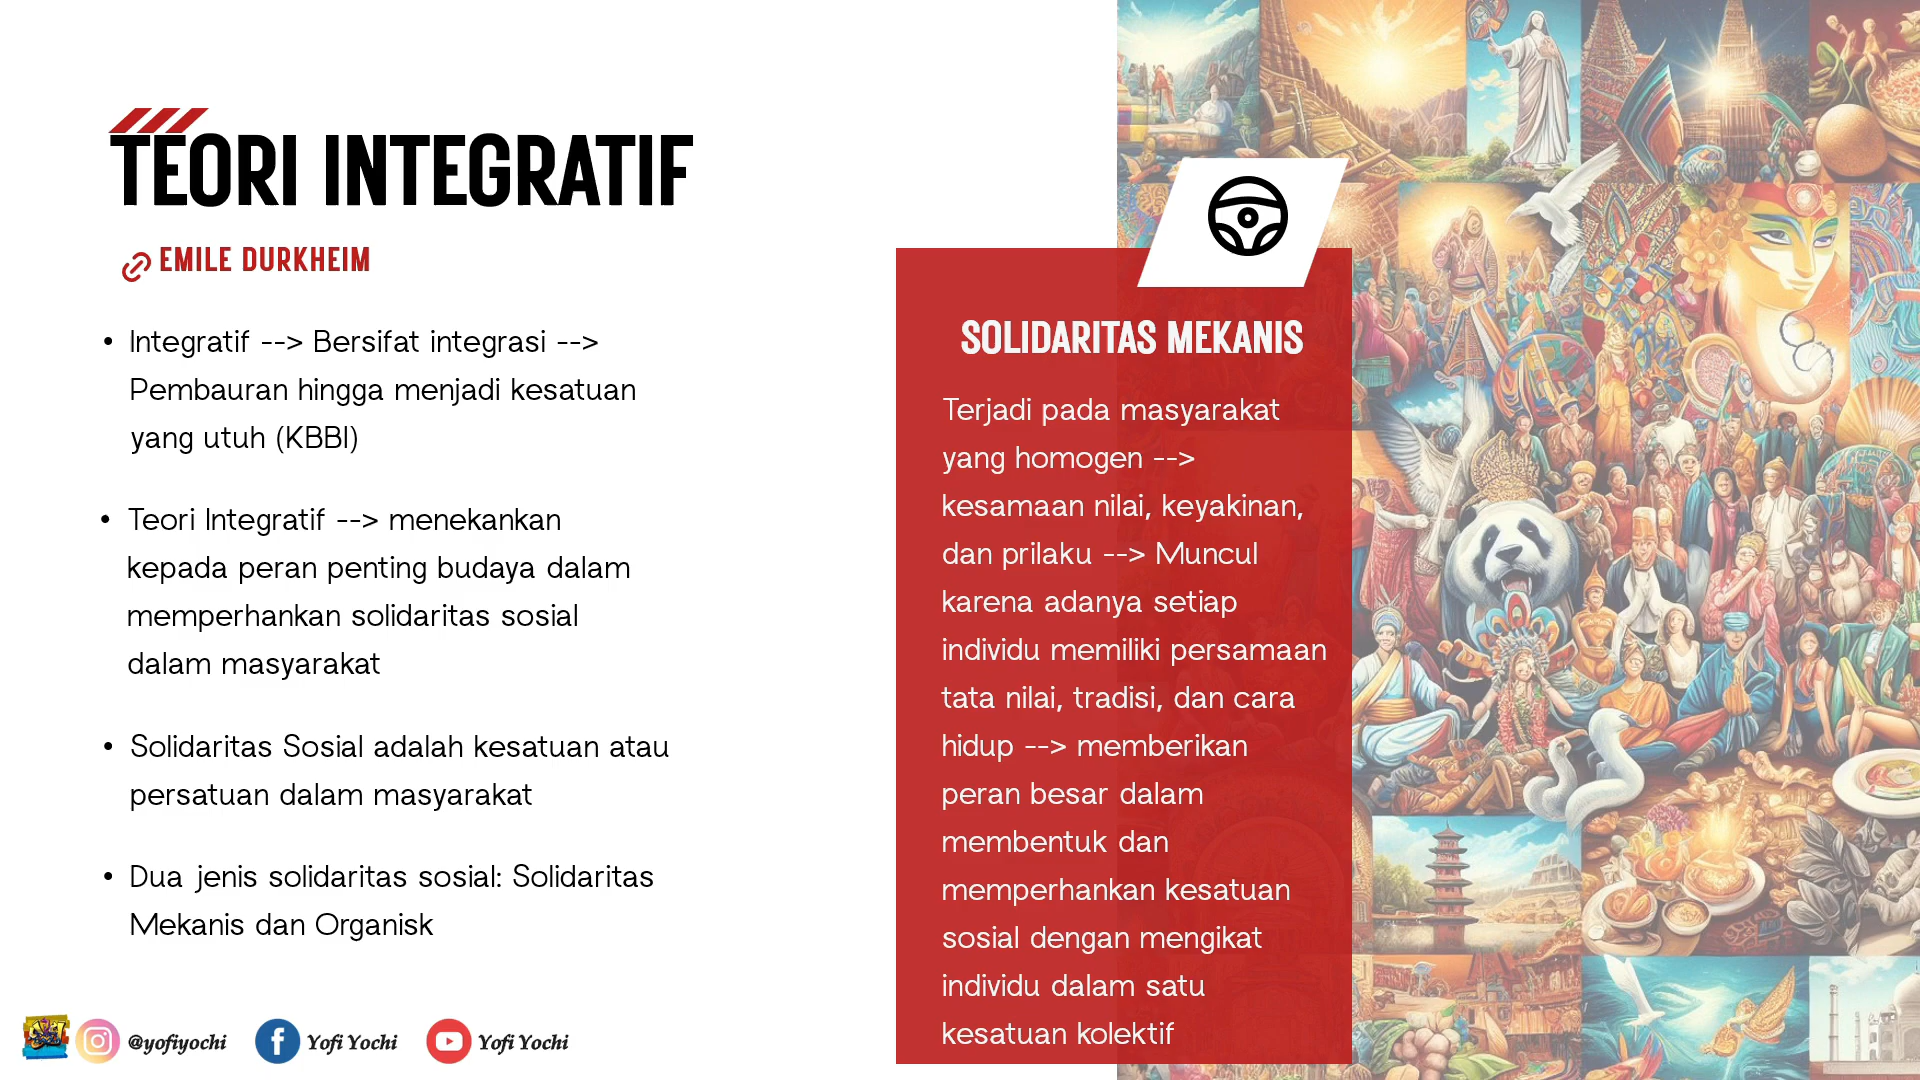 TEORI INTEGRATIF
EMILE DURKHEIM
• Integratif --> Bersifat integrasi -->
Pembauran hingga menjadi kesatuan
yang utuh (KBBI)
• Teori Integratif --> menekankan
kepada peran penting budaya dalam
memperhankan solidaritas sosial
dalam masyarakat
• Solidaritas Sosial adalah kesatuan atau
persatuan dalam masyarakat
• Dua jenis solidaritas sosial: Solidaritas
Mekanis dan Organisk
SOLIDARITAS MEKANIS
Terjadi pada masyarakat
yang homogen -->
kesamaan nilai, keyakinan,
dan prilaku --> Muncul
karena adanya setiap
individu memiliki persamaan
tata nilai, tradisi, dan cara
hidup --> memberikan
peran besar dalam
membentuk dan
memperhankan kesatuan
sosial dengan mengikat
individu dalam satu
kesatuan kolektif
@yofiyochi
Yofi Yochi
Yofi Yochi